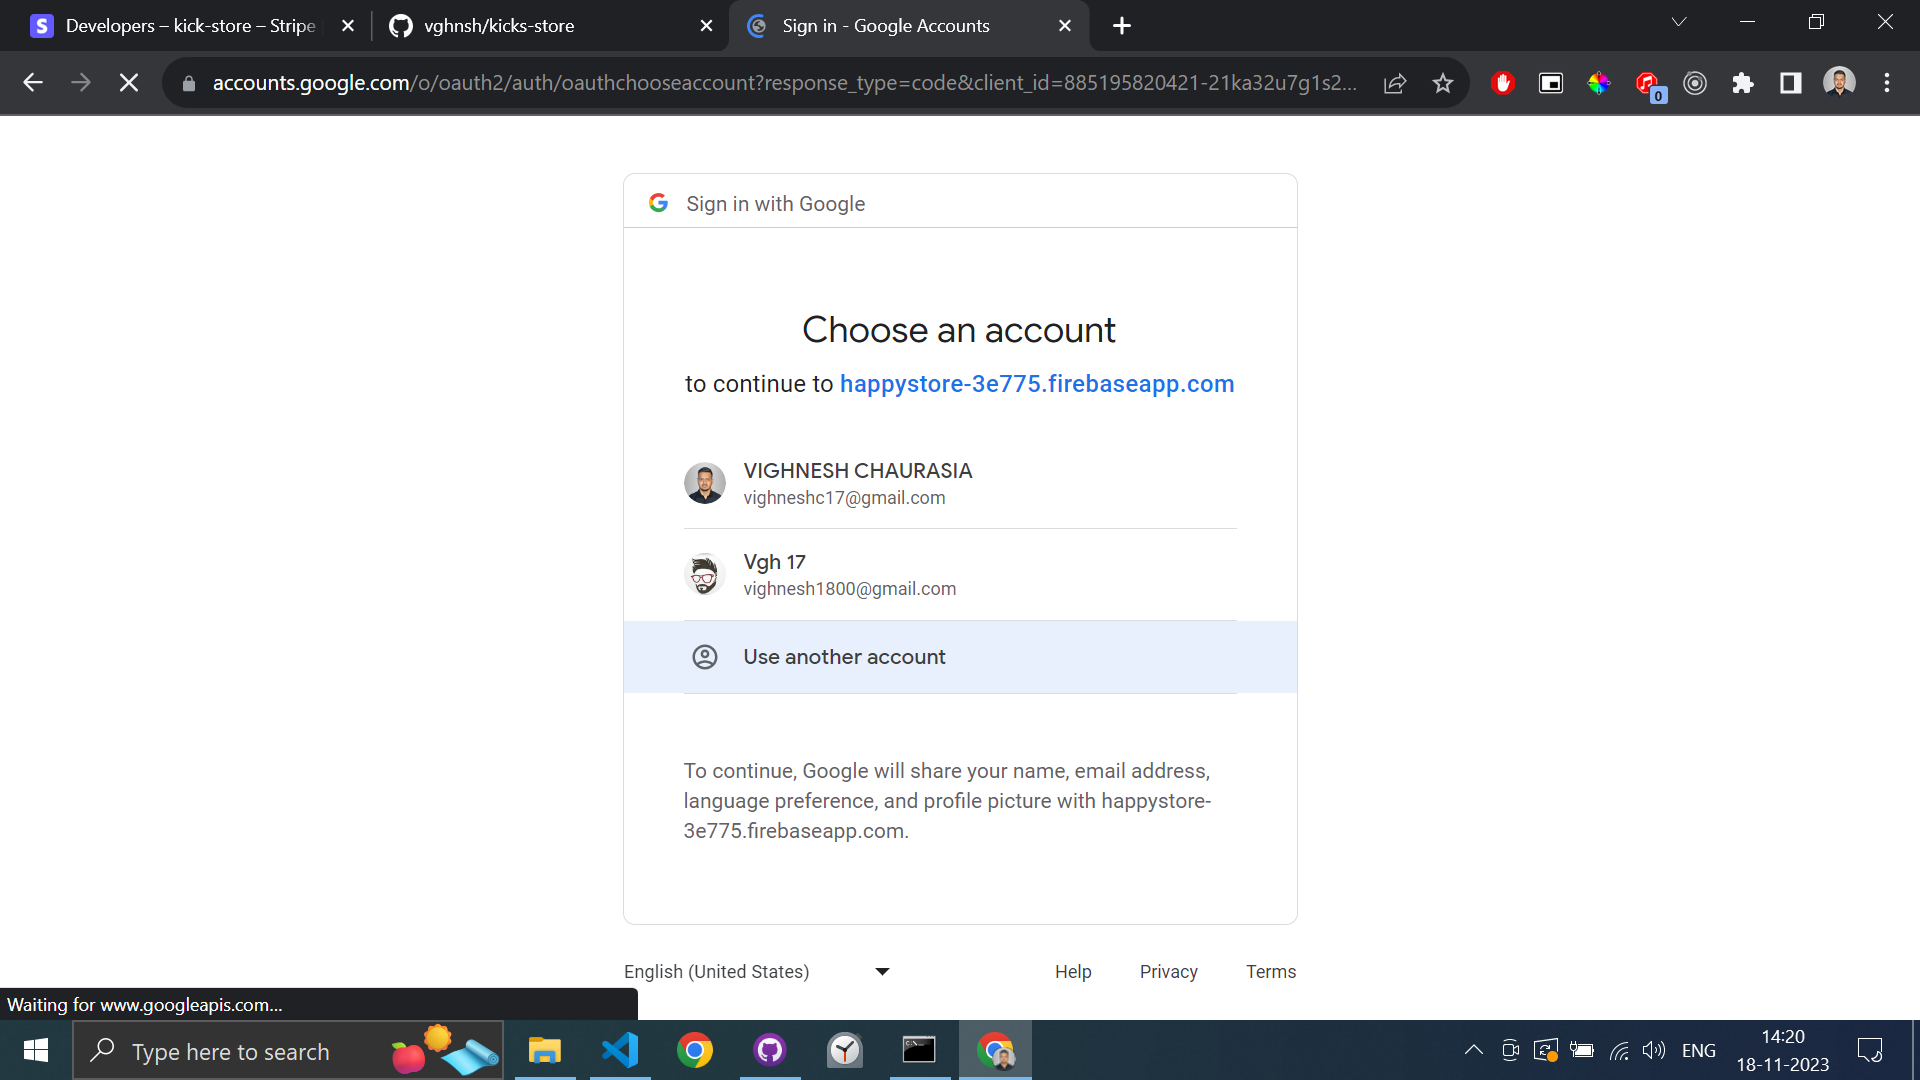 Developers – kick-store – Stripe
vghnsh/kicks-store
Sign in - Google Accounts
accounts.google.com/o/oauth2/auth/oauthchooseaccount?response_type=code&client_id=885195820421-21ka32u7g1s2...
0
Sign in with Google
Choose an account
to continue to happystore-3e775.firebaseapp.com
VIGHNESH CHAURASIA
vighneshc17@gmail.com
Vgh 17
vighnesh1800@gmail.com
Use another account
To continue, Google will share your name, email address,
language preference, and profile picture with happystore-
3e775.firebaseapp.com.
English (United States)
Help
Privacy
Terms
Waiting for www.googleapis.com...
Type here to search
ENG
14:20
18-11-2023